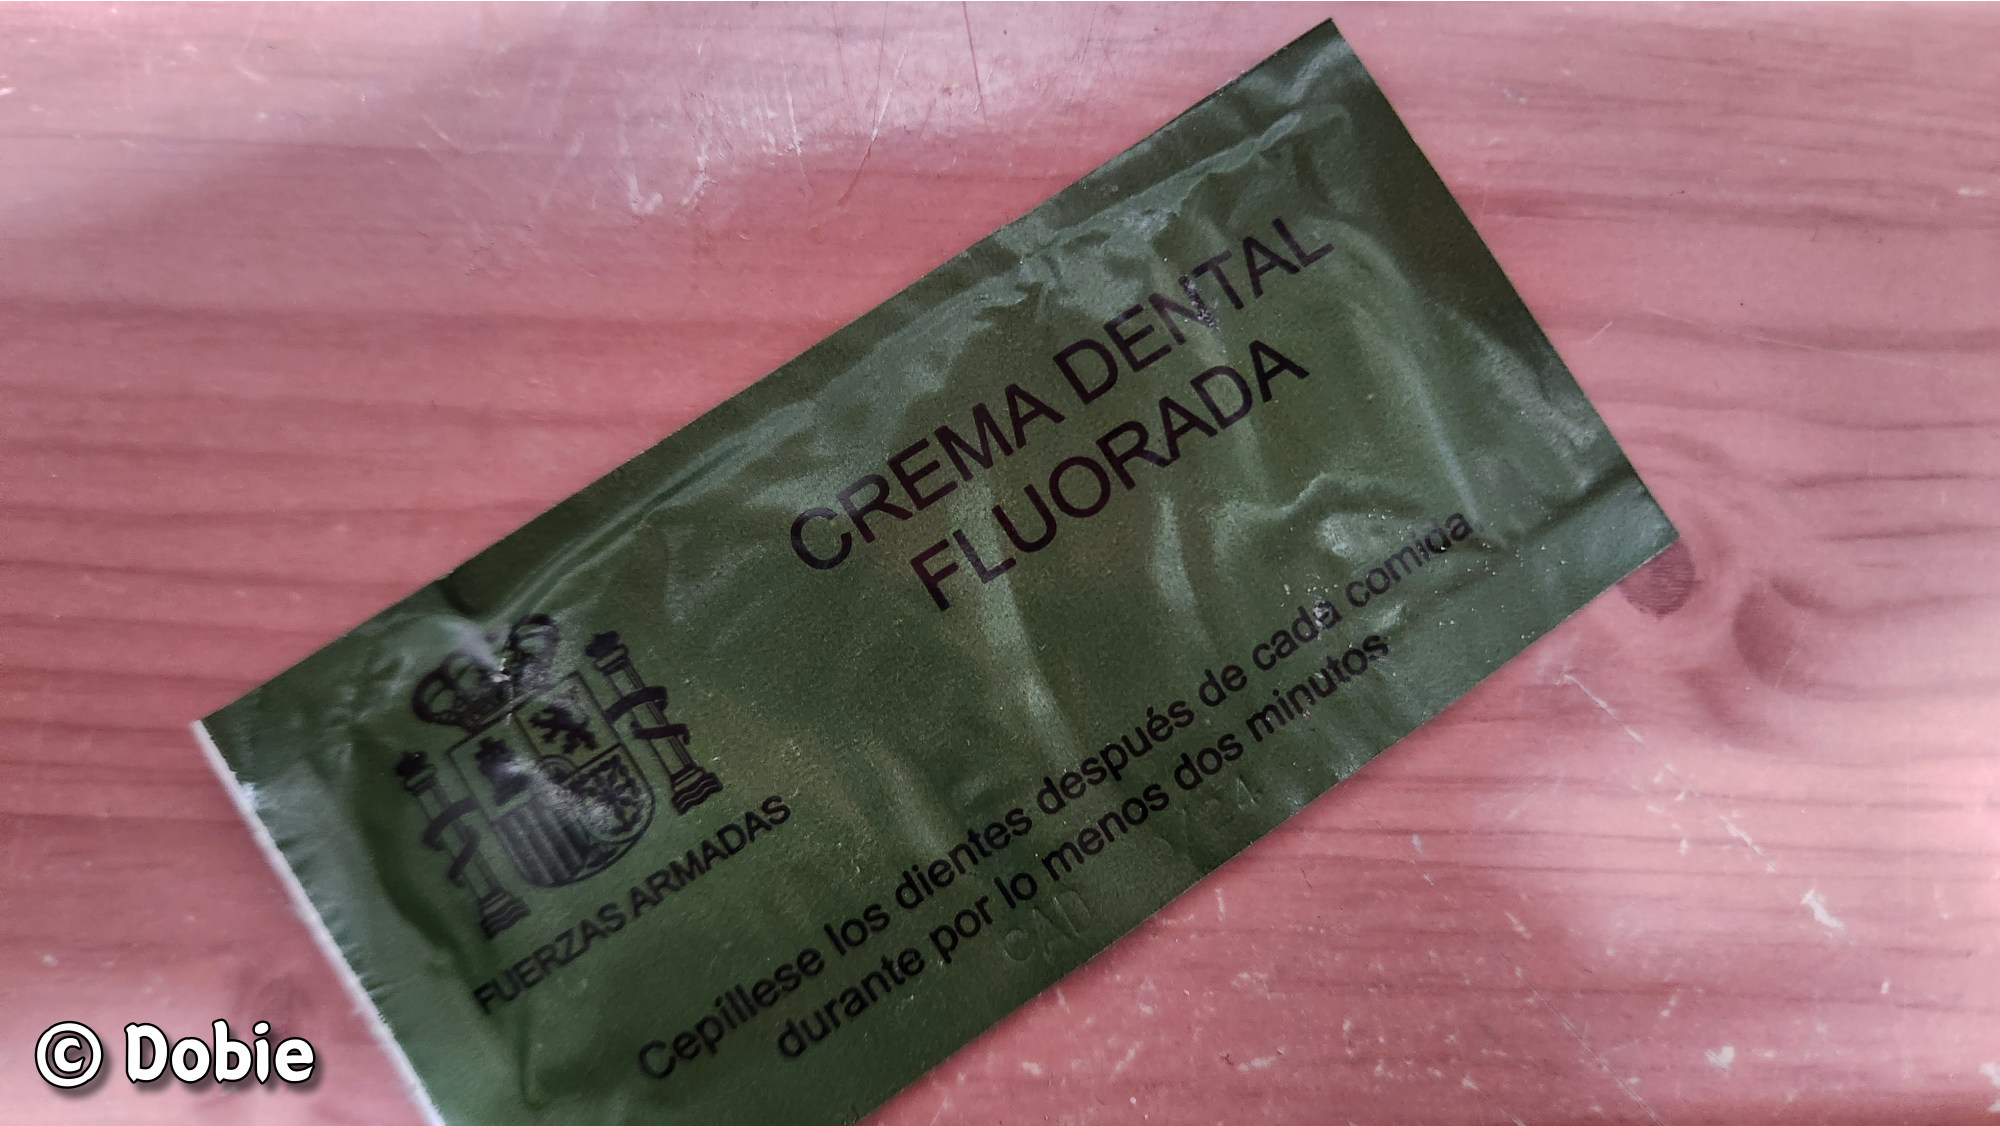 CREMA DENTAL
FLUORADA
FUERZAS ARMADAS
Cepíllese los dientes después de cada comida
durante por lo menos dos minutos
© Dobie